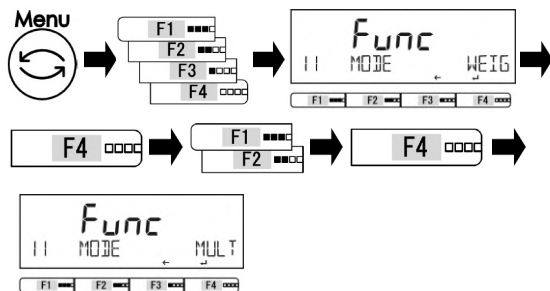 Menu
F1
F2
F3
F4
Func
11 MODE WEIG
F1 F2 F3 F4
F4
F1
F2
F4
Func
11 MODE MULT
F1 F2 F3 F4